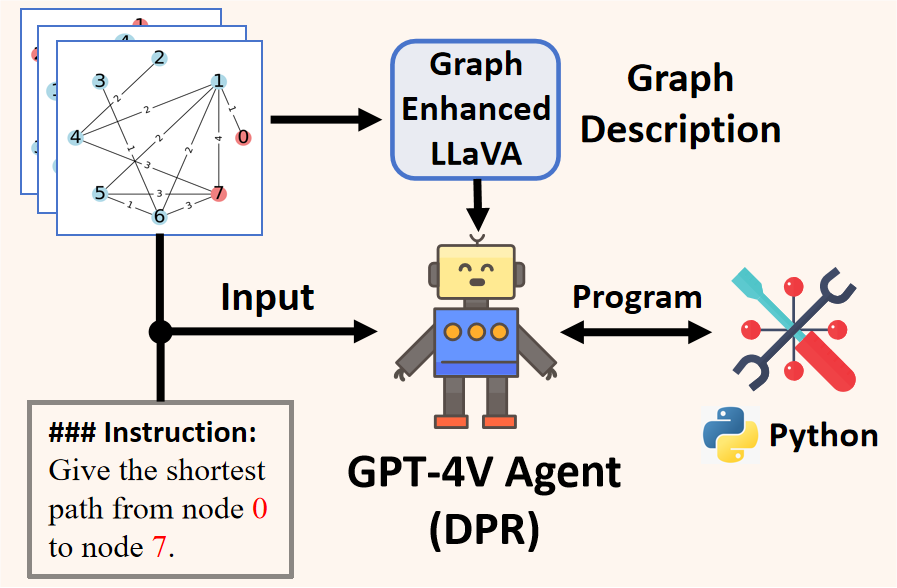 1
4
2
3
1
2
2
1
4
0
2
1
2
4
3
5
3
7
1
3
6
Graph
Enhanced
LLaVA
Graph
Description
Input
Program
### Instruction:
Give the shortest
path from node 0
to node 7.
GPT-4V Agent
(DPR)
Python